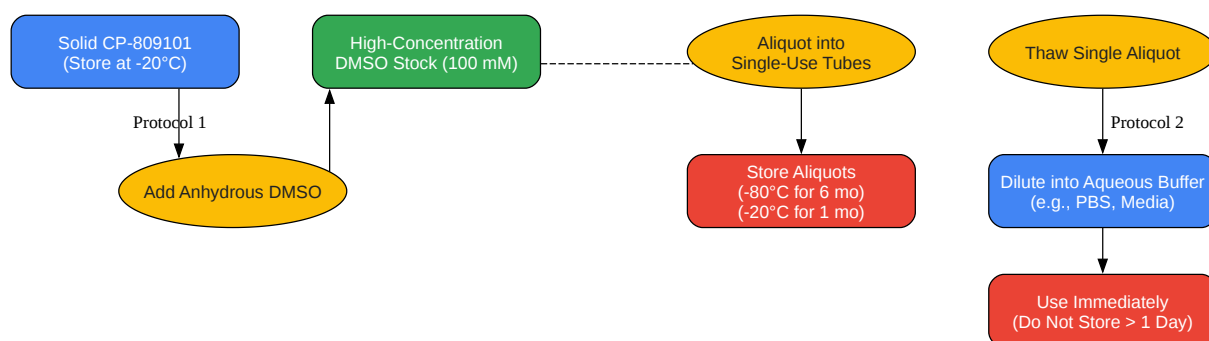 Solid CP-809101
(Store at -20°C)
Protocol 1
Add Anhydrous DMSO
High-Concentration
DMSO Stock (100 mM)
Aliquot into
Single-Use Tubes
Store Aliquots
(-80°C for 6 mo)
(-20°C for 1 mo)
Thaw Single Aliquot
Protocol 2
Dilute into Aqueous Buffer
(e.g., PBS, Media)
Use Immediately
(Do Not Store > 1 Day)